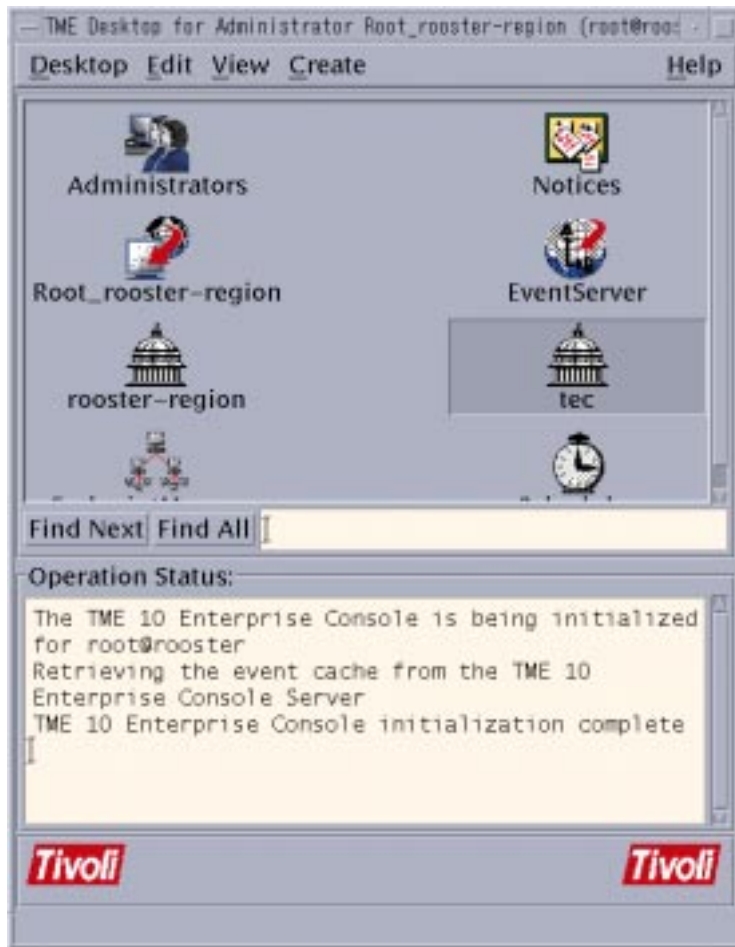 TME Desktop for Administrator Root_rooster-region (root@roos
Desktop Edit View Create Help
Administrators Notices
Root_rooster-region EventServer
rooster-region tec
Find Next Find All
Operation Status:
The TME 10 Enterprise Console is being initialized
for root@rooster
Retrieving the event cache from the TME 10
Enterprise Console Server
TME 10 Enterprise Console initialization complete
Tivoli Tivoli